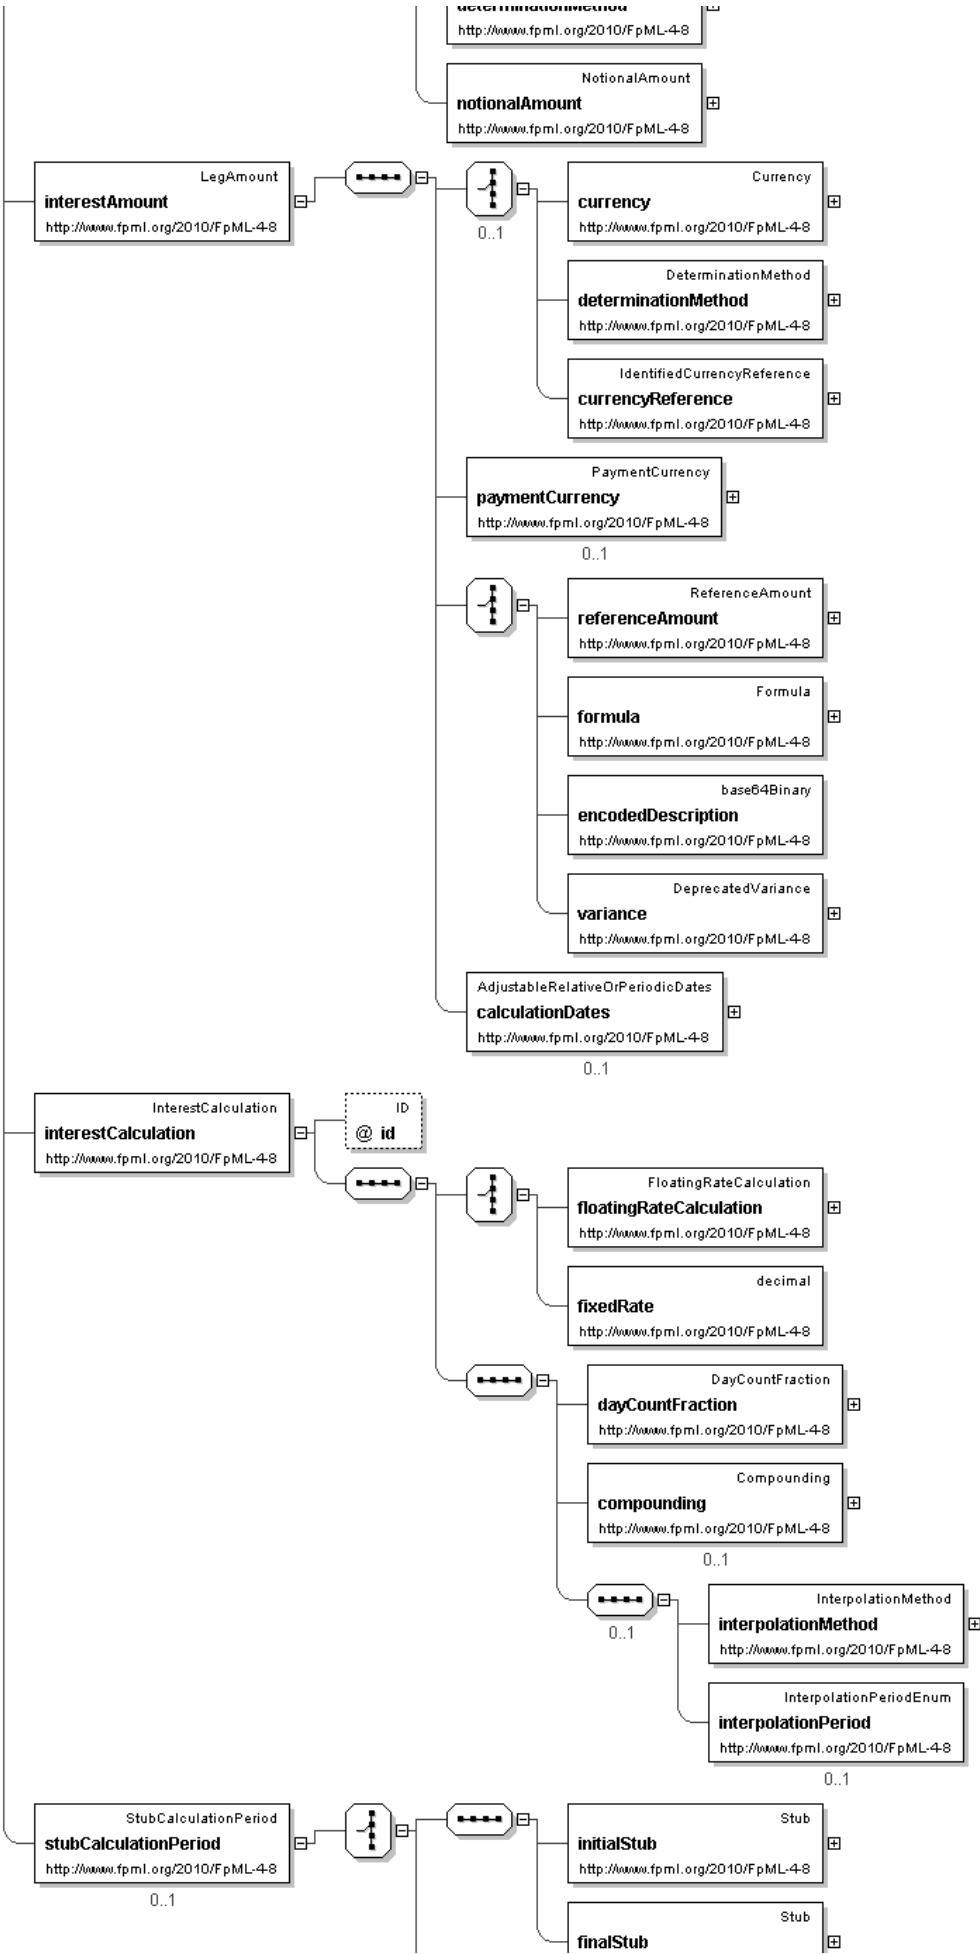 determinationMethod
http://www.fpml.org/2010/FpML-4-8
NotionalAmount
notionalAmount
http://www.fpml.org/2010/FpML-4-8
LegAmount
interestAmount
http://www.fpml.org/2010/FpML-4-8
0..1
Currency
currency
http://www.fpml.org/2010/FpML-4-8
DeterminationMethod
determinationMethod
http://www.fpml.org/2010/FpML-4-8
IdentifiedCurrencyReference
currencyReference
http://www.fpml.org/2010/FpML-4-8
PaymentCurrency
paymentCurrency
http://www.fpml.org/2010/FpML-4-8
0..1
ReferenceAmount
referenceAmount
http://www.fpml.org/2010/FpML-4-8
Formula
formula
http://www.fpml.org/2010/FpML-4-8
base64Binary
encodedDescription
http://www.fpml.org/2010/FpML-4-8
DeprecatedVariance
variance
http://www.fpml.org/2010/FpML-4-8
AdjustableRelativeOrPeriodicDates
calculationDates
http://www.fpml.org/2010/FpML-4-8
0..1
InterestCalculation
interestCalculation
http://www.fpml.org/2010/FpML-4-8
ID
@ id
FloatingRateCalculation
floatingRateCalculation
http://www.fpml.org/2010/FpML-4-8
decimal
fixedRate
http://www.fpml.org/2010/FpML-4-8
DayCountFraction
dayCountFraction
http://www.fpml.org/2010/FpML-4-8
Compounding
compounding
http://www.fpml.org/2010/FpML-4-8
0..1
0..1
InterpolationMethod
interpolationMethod
http://www.fpml.org/2010/FpML-4-8
InterpolationPeriodEnum
interpolationPeriod
http://www.fpml.org/2010/FpML-4-8
0..1
StubCalculationPeriod
stubCalculationPeriod
http://www.fpml.org/2010/FpML-4-8
0..1
Stub
initialStub
http://www.fpml.org/2010/FpML-4-8
Stub
finalStub